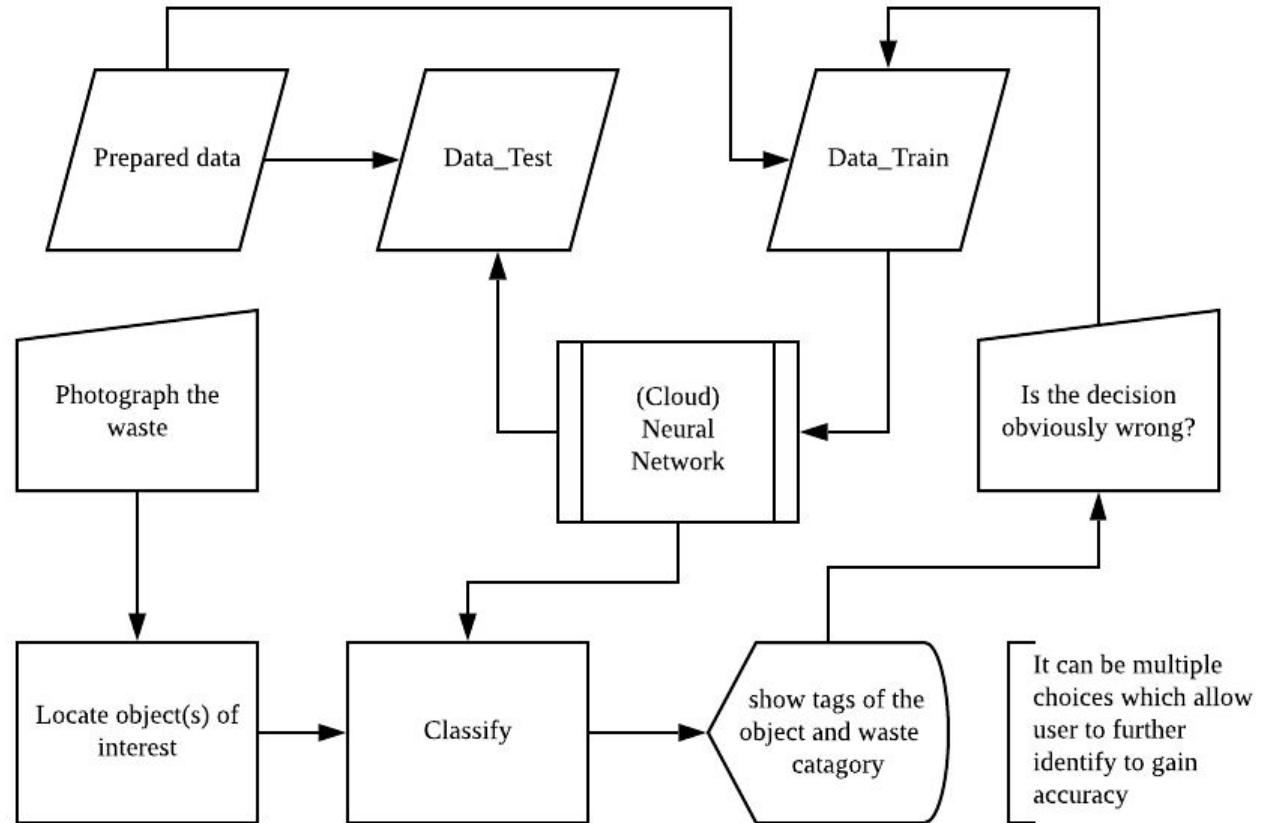 Prepared data
Data_Test
Data_Train
Photograph the
waste
(Cloud)
Neural
Network
Is the decision
obviously wrong?
Locate object(s) of
interest
Classify
show tags of the
object and waste
catagory
It can be multiple
choices which allow
user to further
identify to gain
accuracy